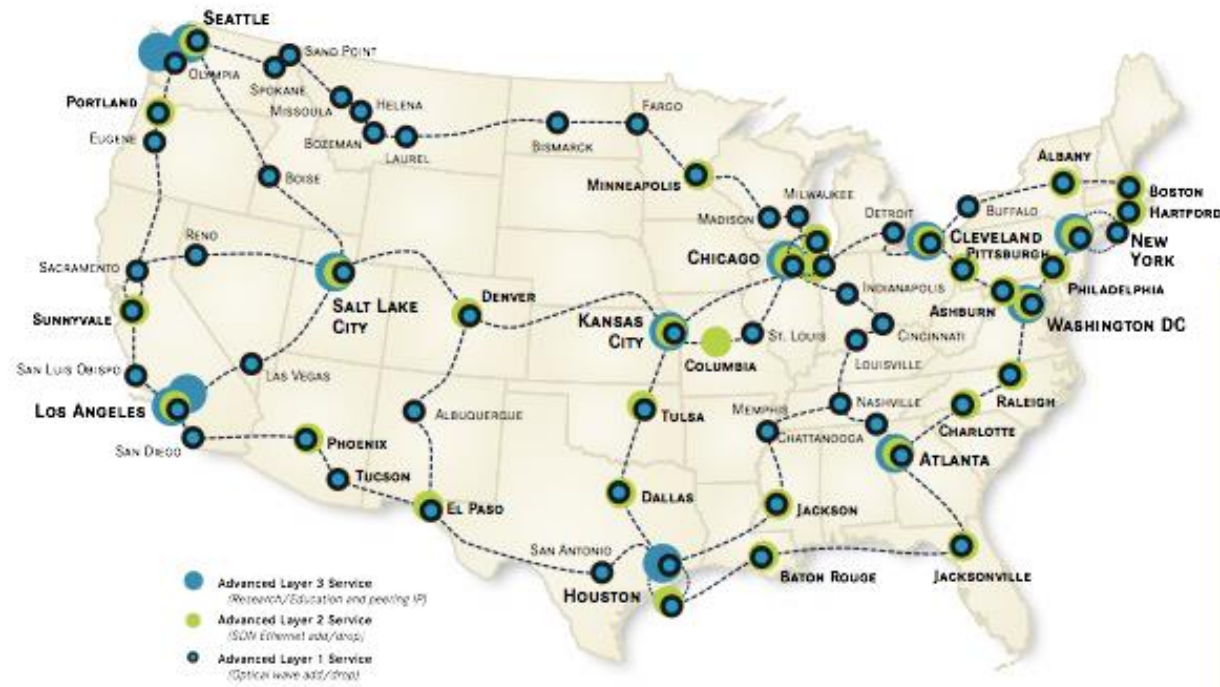 SEATTLE
SAND POINT
OLYMPIA
SPOKANE
PORTLAND
MISSOULA
HELENA
FARGO
EUGENE
BOZEMAN
LAUREL
BISMARCK
ALBANY
BOISE
MINNEAPOLIS
MILWAUKEE
BOSTON
MADISON
DETROIT
BUFFALO
HARTFORD
RENO
CLEVELAND
NEW
YORK
SACRAMENTO
CHICAGO
PITTSBURGH
SALT LAKE
CITY
DENVER
INDIANAPOLIS
PHILADELPHIA
SUNNYVALE
KANSAS
CITY
ASHBURN
WASHINGTON DC
ST. LOUIS
CINCINNATI
COLUMBIA
LOUISVILLE
SAN LUIS OBISPO
LAS VEGAS
LOS ANGELES
ALBUQUERQUE
TULSA
MEMPHIS
NASHVILLE
RALEIGH
CHATTANOOGA
CHARLOTTE
SAN DIEGO
PHOENIX
ATLANTA
TUCSON
DALLAS
EL PASO
JACKSON
SAN ANTONIO
HOUSTON
BATON ROUGE
JACKSONVILLE
Advanced Layer 3 Service
(Research/Education and peering IP)
Advanced Layer 2 Service
(SDN Ethernet add/drop)
Advanced Layer 1 Service
(Optical wave add/drop)